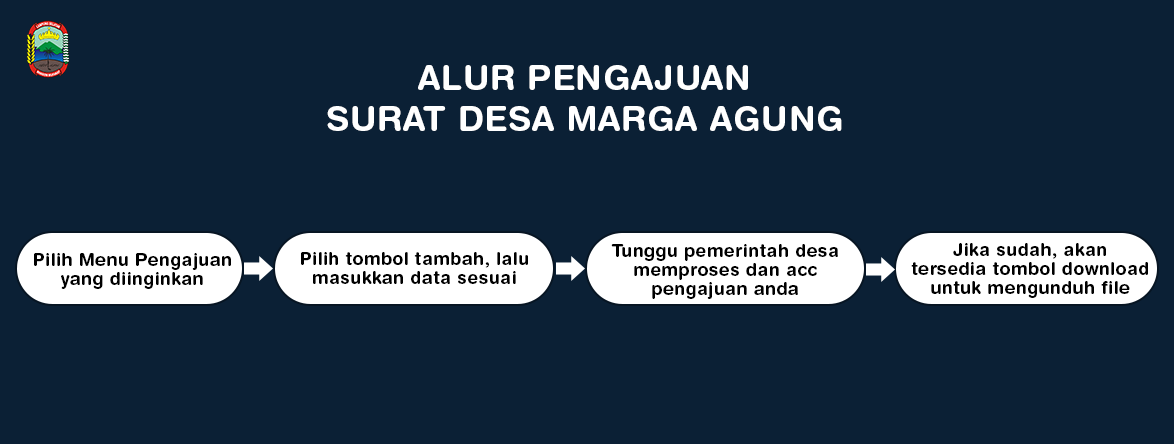 ALUR PENGAJUAN
SURAT DESA MARGA AGUNG
Pilih Menu Pengajuan
yang diinginkan
Pilih tombol tambah, lalu
masukkan data sesuai
Tunggu pemerintah desa
memproses dan acc
pengajuan anda
Jika sudah, akan
tersedia tombol download
untuk mengunduh file